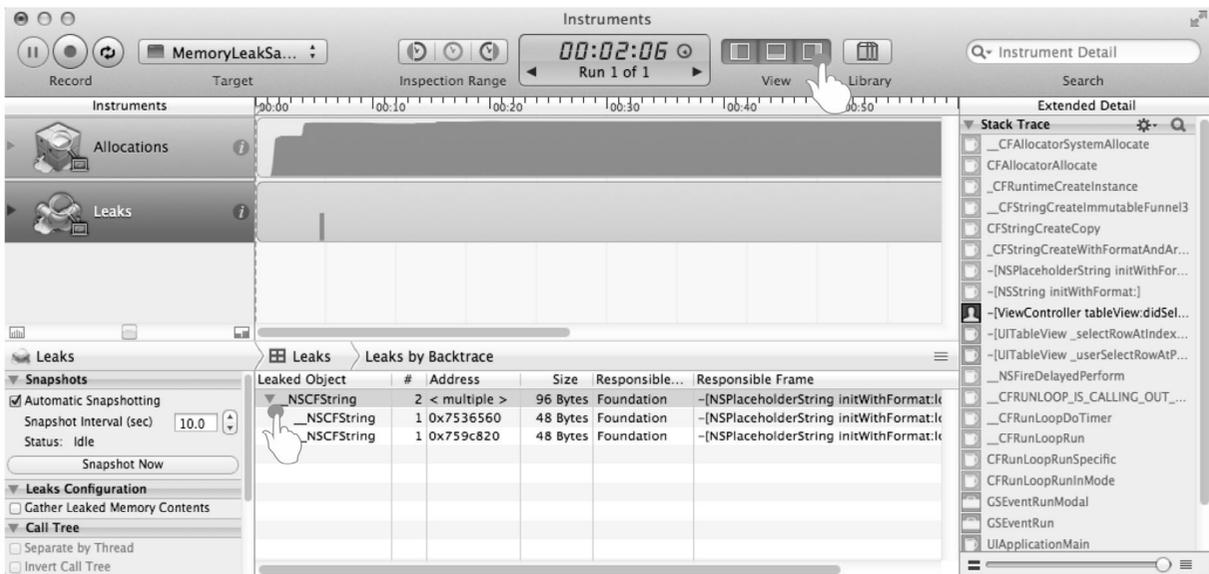 Instruments
MemoryLeakSa...
00:02:06
Run 1 of 1
Instrument Detail
Record
Target
Inspection Range
View
Library
Search
Instruments
00:00 00:10 00:20 00:30 00:40 00:50
Extended Detail
Allocations
Leaks
Stack Trace
__CFAllocatorSystemAllocate
CFAllocatorAllocate
_CFRuntimeCreateInstance
__CFStringCreateImmutableFunnel3
CFStringCreateCopy
_CFStringCreateWithFormatAndAr...
-[NSPlaceholderString initWithFor...
-[NSString initWithFormat:]
-[ViewController tableView:didSel...
-[UITableView _selectRowAtIndex...
-[UITableView _userSelectRowAtP...
__NSFireDelayedPerform
__CFRUNLOOP_IS_CALLING_OUT_...
__CFRunLoopDoTimer
__CFRunLoopRun
CFRunLoopRunSpecific
CFRunLoopRunInMode
GSEventRunModal
GSEventRun
UIApplicationMain
Leaks
Snapshots
Automatic Snapshotting
Snapshot Interval (sec) 10.0
Status: Idle
Snapshot Now
Leaks Configuration
Gather Leaked Memory Contents
Call Tree
Separate by Thread
Invert Call Tree
Leaks Leaks by Backtrace
Leaked Object # Address Size Responsible... Responsible Frame
__NSCFString 2 < multiple > 96 Bytes Foundation -[NSPlaceholderString initWithFormat:lo
__NSCFString 1 0x7536560 48 Bytes Foundation -[NSPlaceholderString initWithFormat:lo
__NSCFString 1 0x759c820 48 Bytes Foundation -[NSPlaceholderString initWithFormat:lo